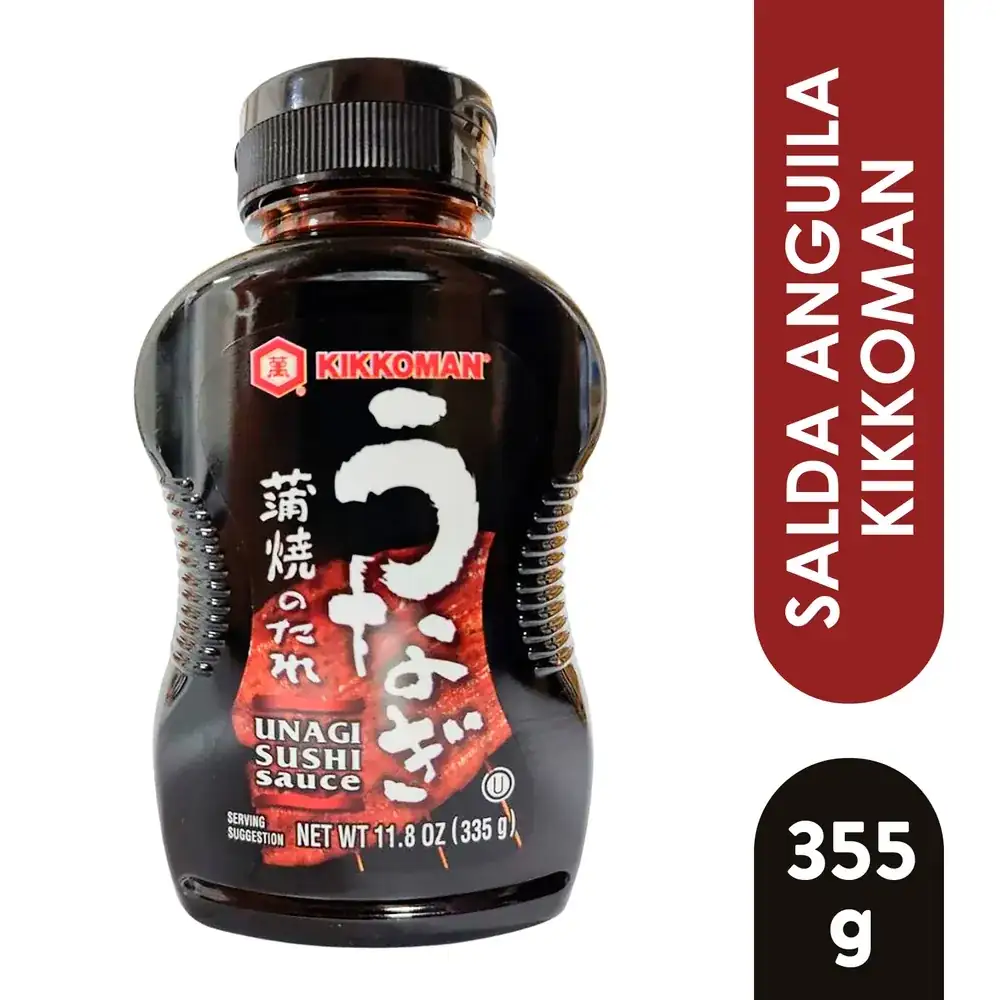 萬
KIKKOMAN®
うなぎ
蒲焼のたれ
UNAGI
SUSHI
sauce
SERVING
SUGGESTION
NET WT 11.8 OZ (335 g)
U
SALDA ANGUILA
KIKKOMAN
355
g